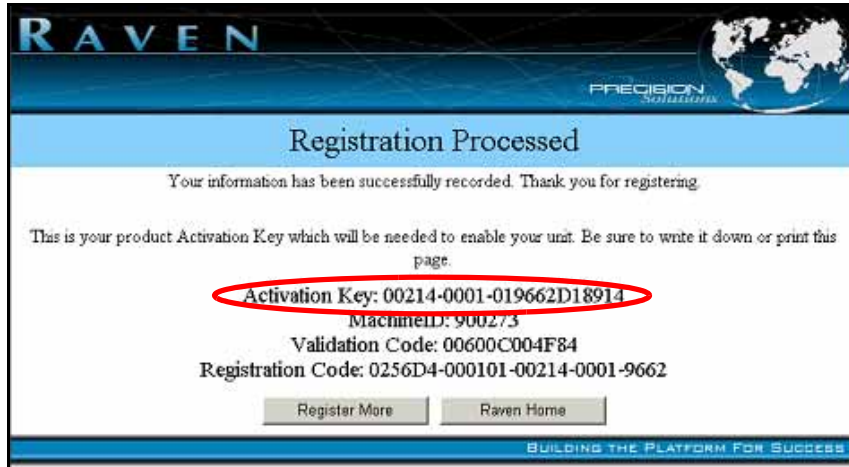 RAVEN
PRECISION
Solutions
Registration Processed
Your information has been successfully recorded. Thank you for registering.
This is your product Activation Key which will be needed to enable your unit. Be sure to write it down or print this
page.
Activation Key: 00214-0001-019662D18914
MachineID: 900273
Validation Code: 00600C004F84
Registration Code: 0256D4-000101-00214-0001-9662
Register More Raven Home
BUILDING THE PLATFORM FOR SUCCESS